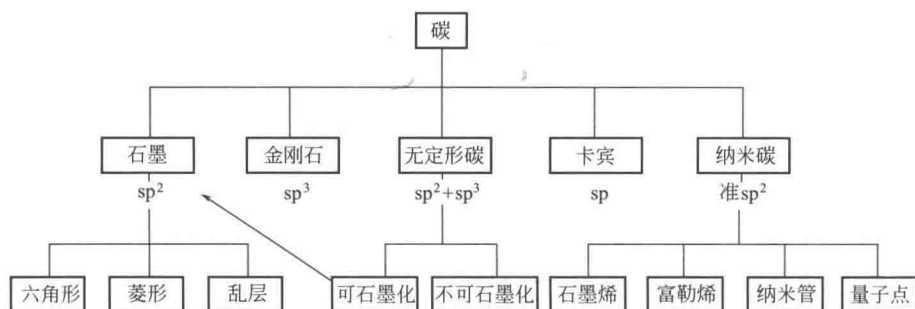 碳
石墨 金刚石 无定形碳 卡宾 纳米碳
sp² sp³ sp²+sp³ sp 准sp²
六角形 菱形 乱层 可石墨化 不可石墨化 石墨烯 富勒烯 纳米管 量子点